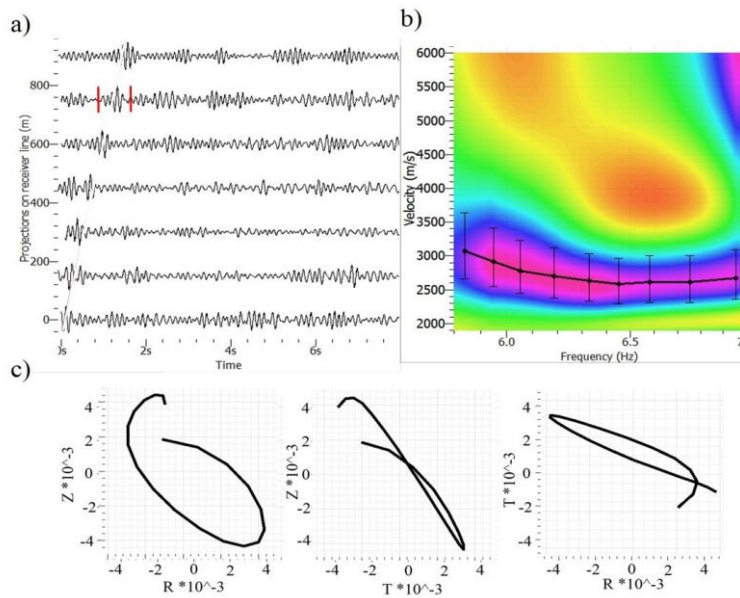 a)
Projections on receiver line (m)
800
600
400
200
0
0s 2s 4s 6s
Time
b)
Velocity (m/s)
6000
5500
5000
4500
4000
3500
3000
2500
2000
6.0 6.5
Frequency (Hz)
c)
Z *10^-3
4
2
0
-2
-4
-4 -2 0 2 4
R *10^-3
Z *10^-3
4
2
0
-2
-4
-4 -2 0 2 4
T *10^-3
T *10^-3
4
2
0
-2
-4
-4 -2 0 2 4
R *10^-3